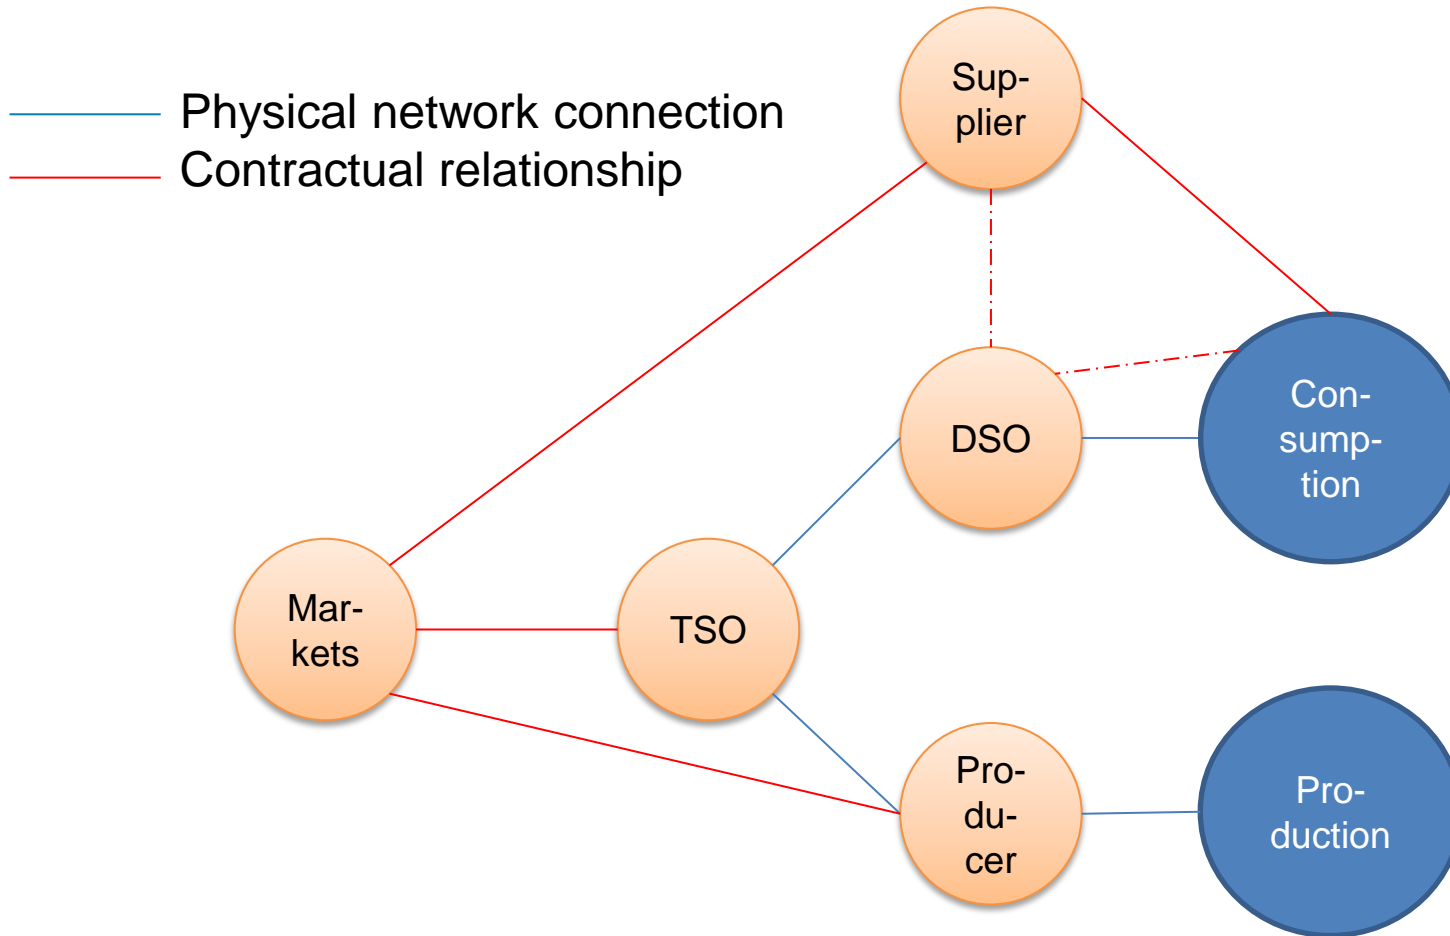 Physical network connection
Contractual relationship
Sup-
plier
DSO
Con-
sump-
tion
Mar-
kets
TSO
Pro-
du-
cer
Pro-
duction